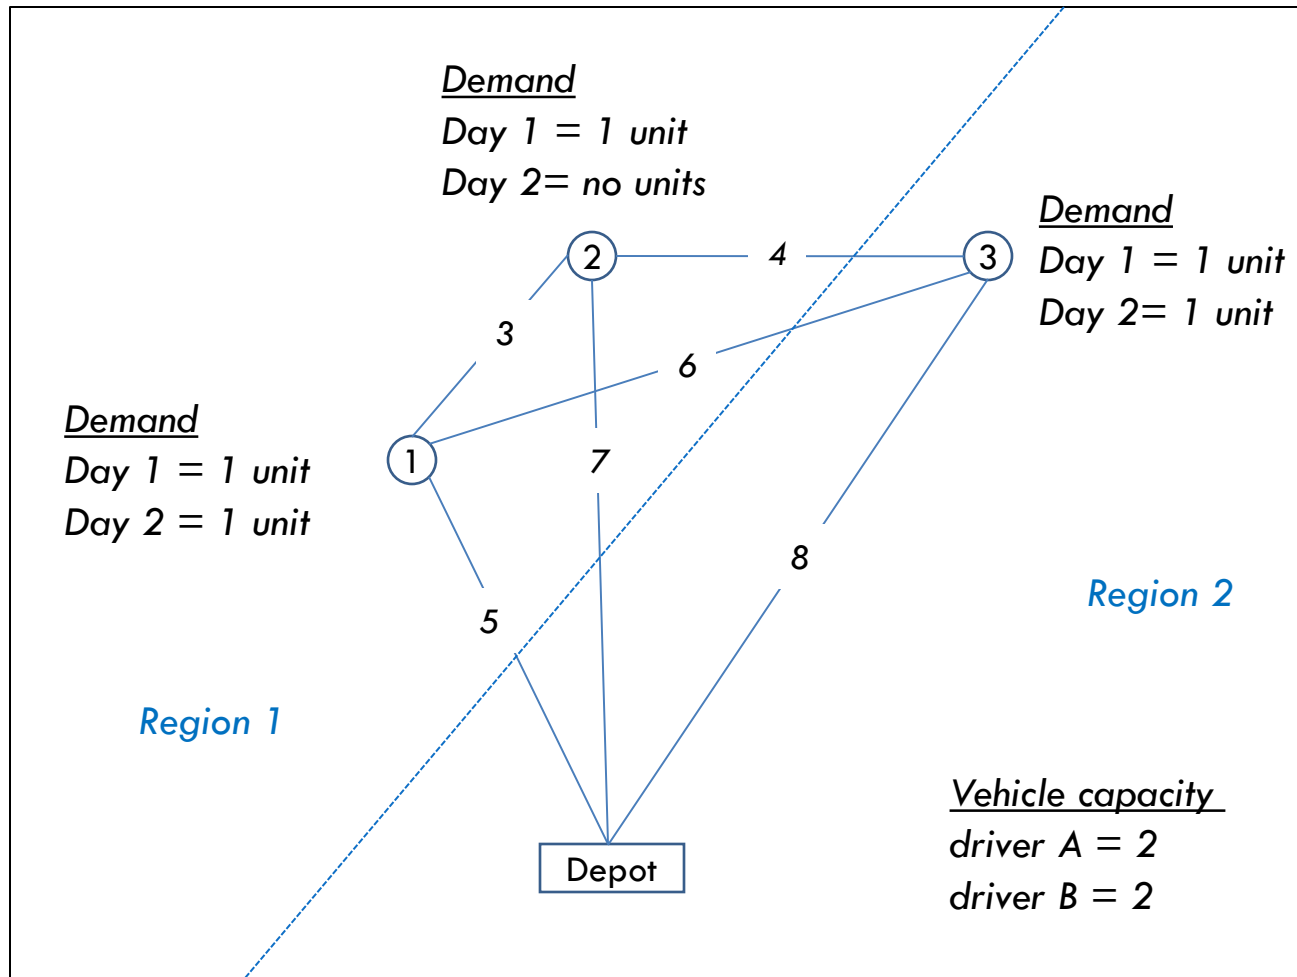 Demand
Day 1 = 1 unit
Day 2= no units
Demand
Day 1 = 1 unit
Day 2= 1 unit
2
4
3
3
6
Demand
Day 1 = 1 unit
Day 2 = 1 unit
1
7
8
5
Region 2
Region 1
Vehicle capacity
driver A = 2
driver B = 2
Depot